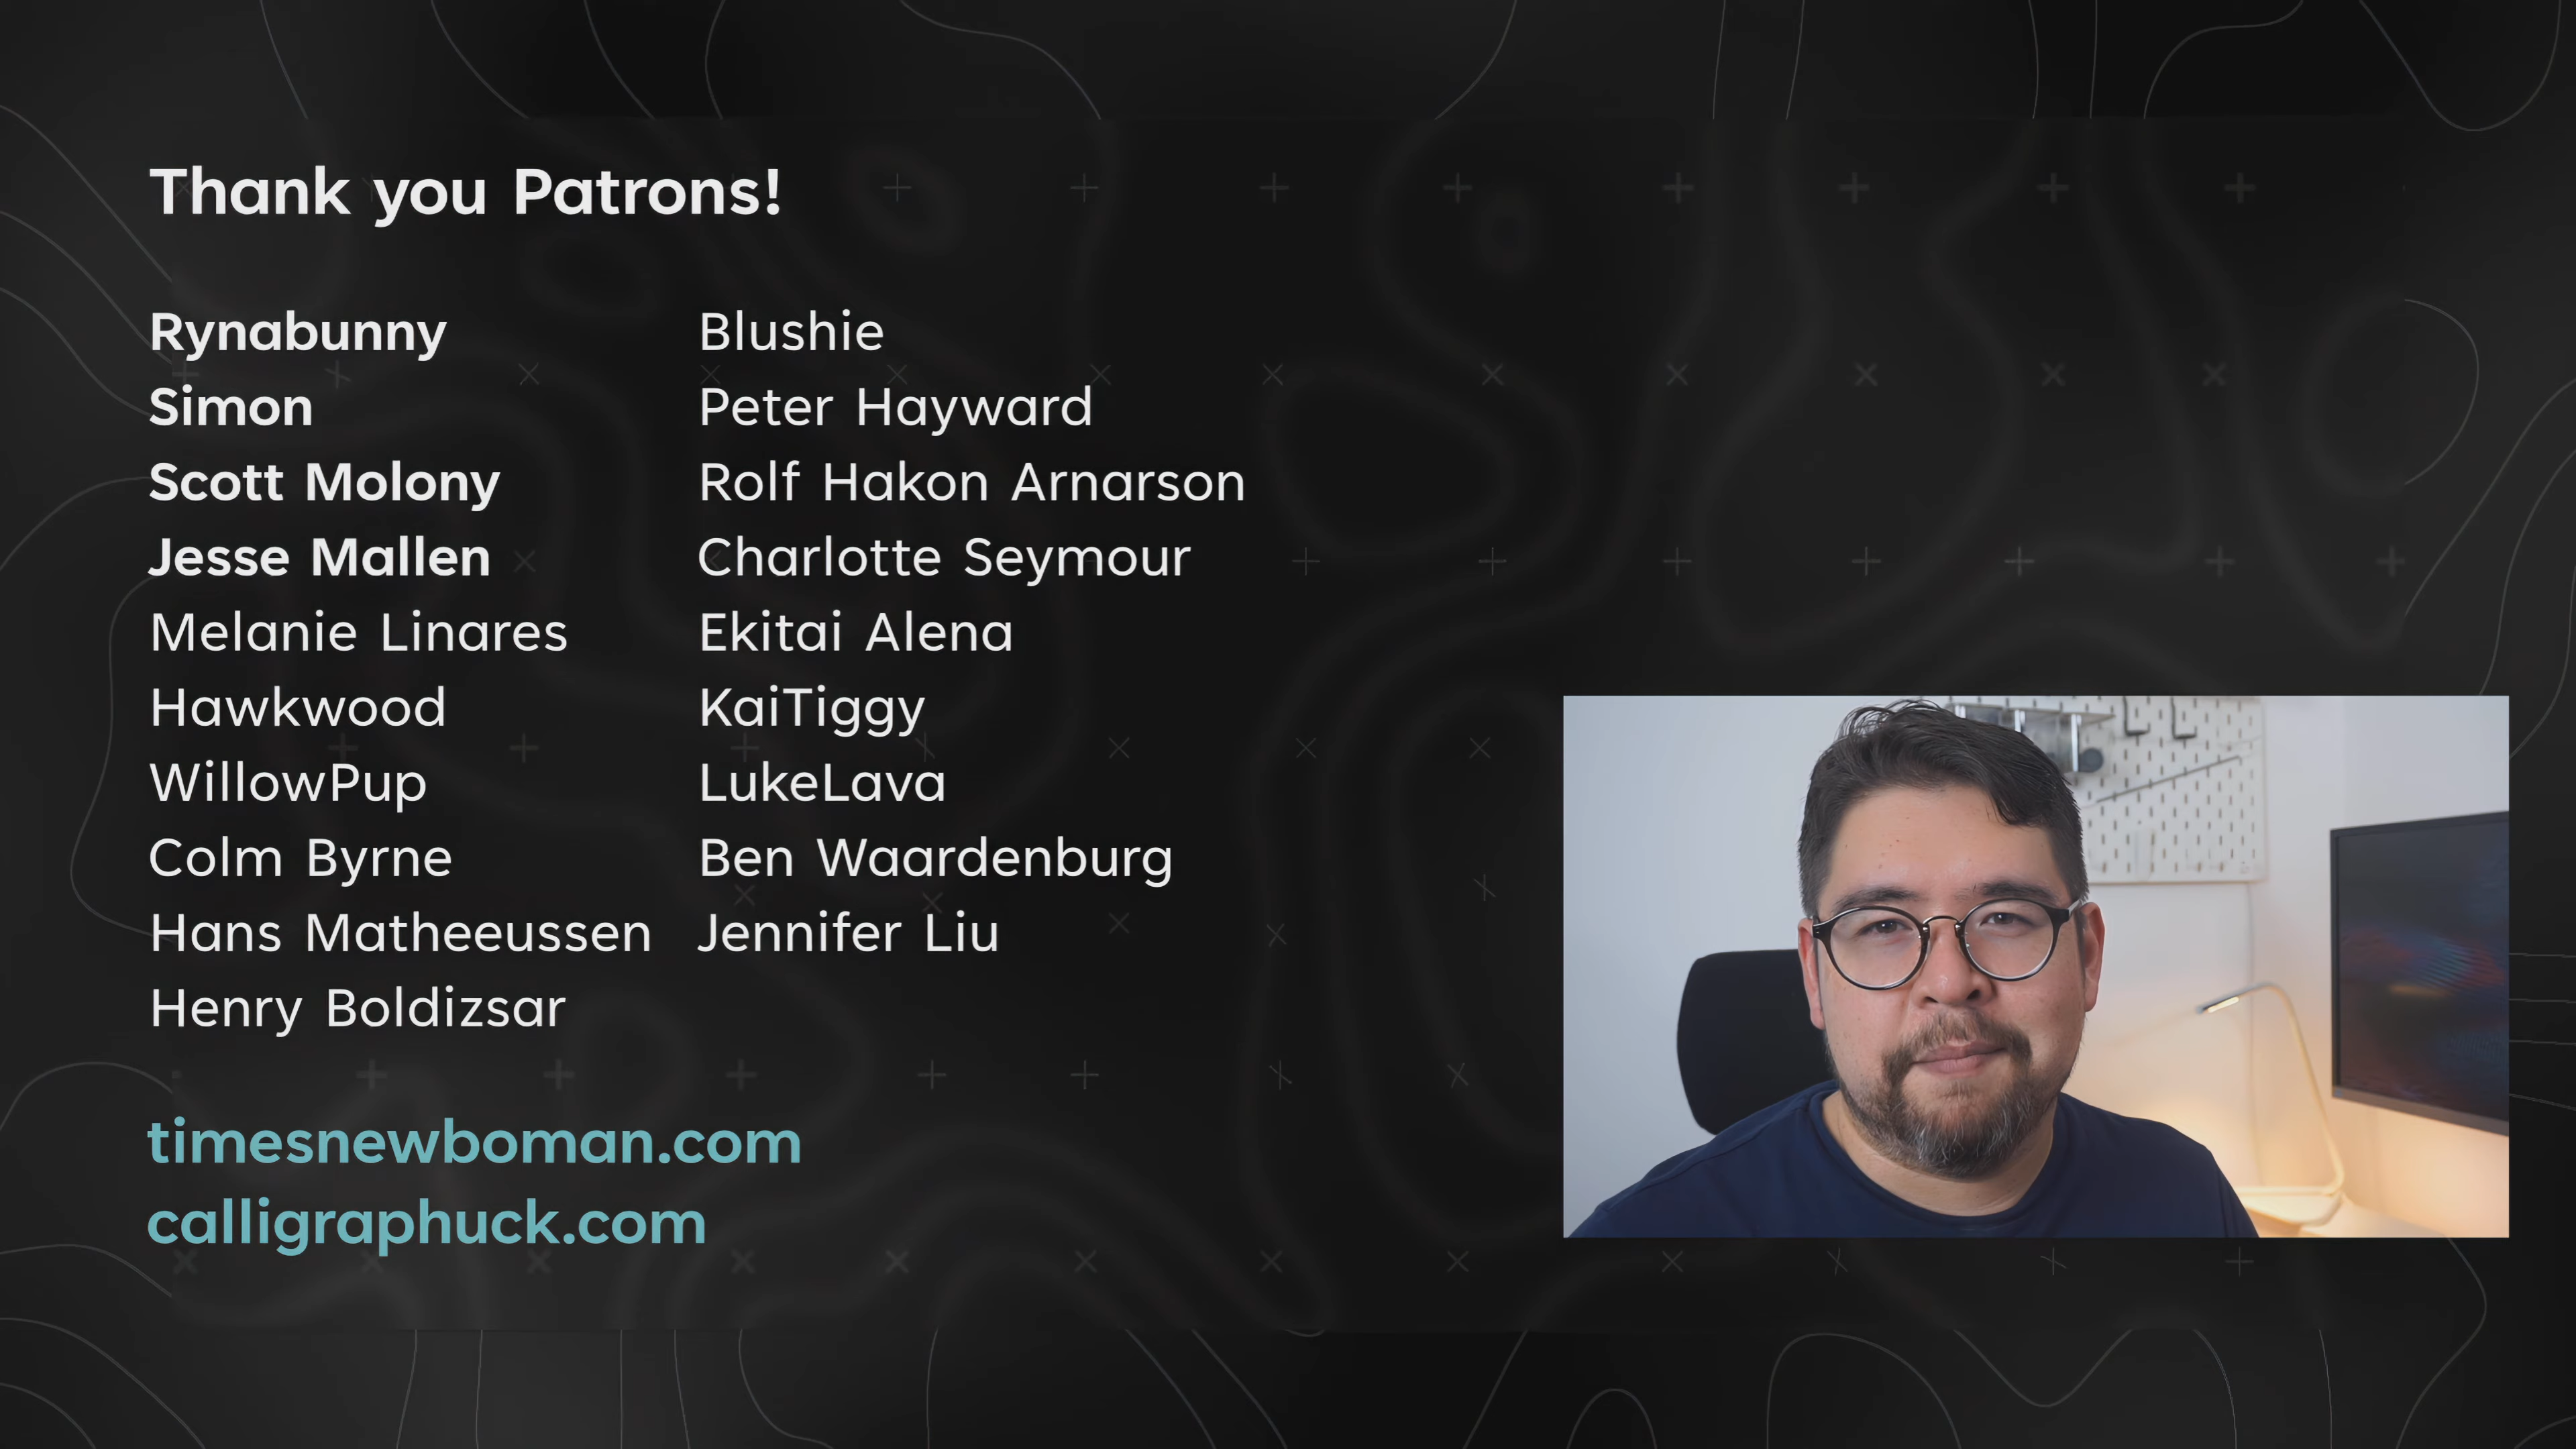 Thank you Patrons!
Rynabunny
Simon
Scott Molony
Jesse Mallen
Melanie Linares
Hawkwood
WillowPup
Colm Byrne
Hans Matheeussen
Henry Boldizsar
Blushie
Peter Hayward
Rolf Hakon Arnarson
Charlotte Seymour
Ekitai Alena
KaiTiggy
LukeLava
Ben Waardenburg
Jennifer Liu
timesnewboman.com
calligraphuck.com